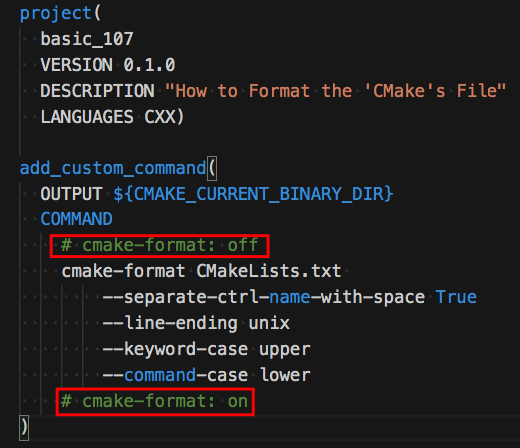 project(
basic_107
VERSION 0.1.0
DESCRIPTION "How to Format the 'CMake's File"
LANGUAGES CXX)
add_custom_command(
OUTPUT ${CMAKE_CURRENT_BINARY_DIR}
COMMAND
# cmake-format: off
cmake-format CMakeLists.txt
--separate-ctrl-name-with-space True
--line-ending unix
--keyword-case upper
--command-case lower
# cmake-format: on
)